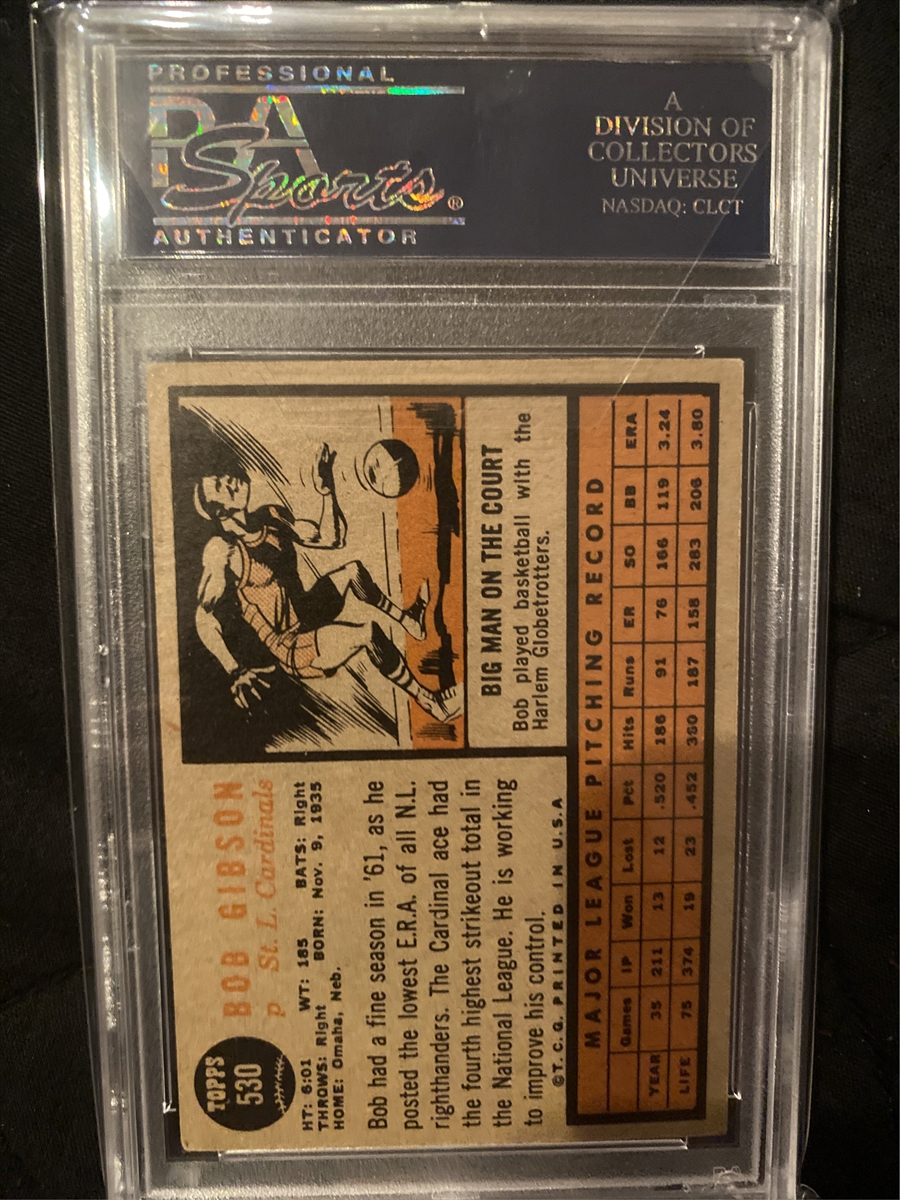 PROFESSIONAL
PSA
Sports®
AUTHENTICATOR
A
DIVISION OF
COLLECTORS
UNIVERSE
NASDAQ: CLCT
TOPPS
530
BOB GIBSON
p St. L. Cardinals
HT: 6:01 WT: 185 BATS: Right
THROWS: Right BORN: Nov. 9, 1935
HOME: Omaha, Neb.
Bob had a fine season in '61, as he
posted the lowest E.R.A. of all N.L.
righthanders. The Cardinal ace had
the fourth highest strikeout total in
the National League. He is working
to improve his control.
©T.C.G. PRINTED IN U.S.A
BIG MAN ON THE COURT
Bob played basketball with the
Harlem Globetrotters.
MAJOR LEAGUE PITCHING RECORD
Games IP Won Lost Pct Hits Runs ER SO BB ERA
YEAR 35 211 13 12 .520 186 91 76 166 119 3.24
LIFE 75 374 19 23 .452 360 187 158 283 206 3.80